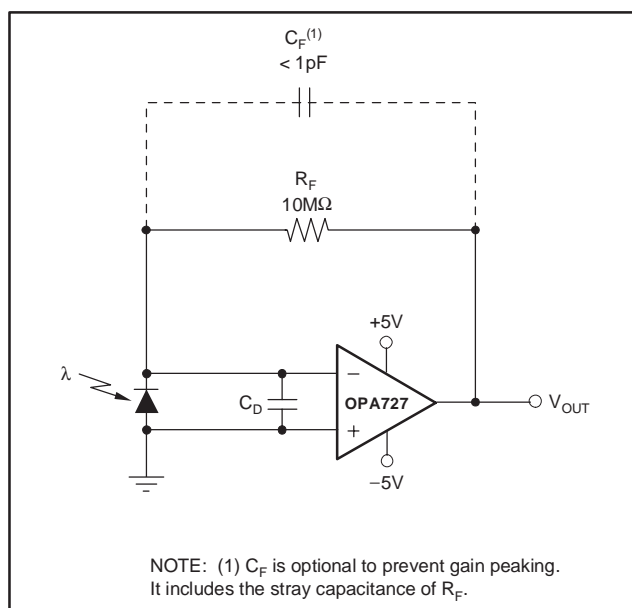 C_F(1)
< 1pF
R_F
10MΩ
+5V
λ
−
C_D
OPA727
+
V_OUT
−5V
NOTE: (1) C_F is optional to prevent gain peaking.
It includes the stray capacitance of R_F.